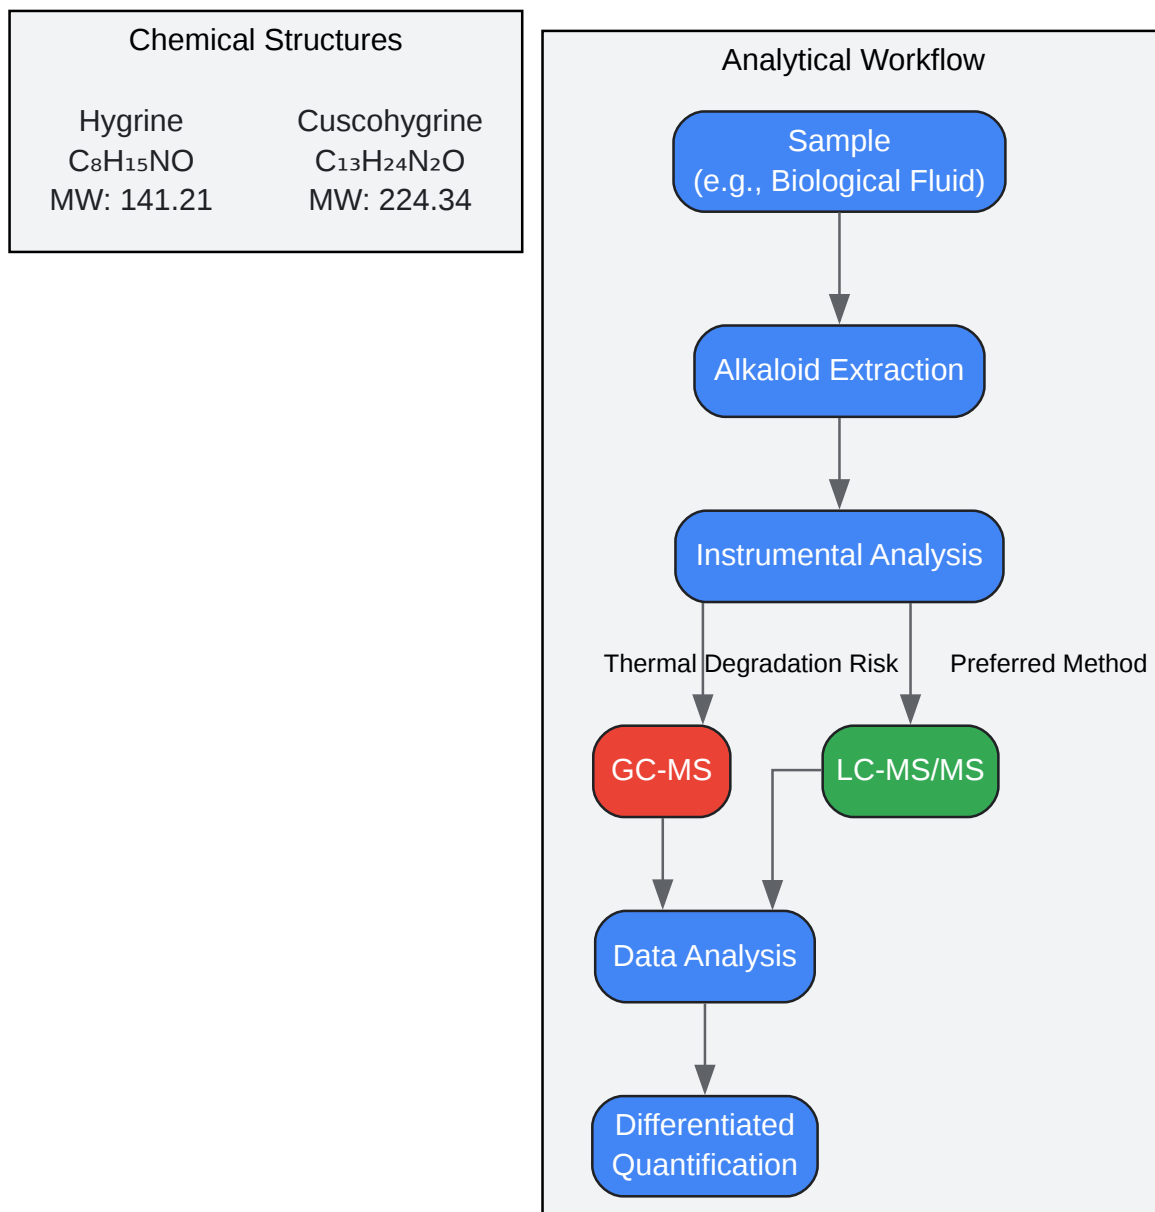 Chemical Structures
Hygrine
C₈H₁₅NO
MW: 141.21
Cuscohygrine
C₁₃H₂₄N₂O
MW: 224.34
Analytical Workflow
Sample
(e.g., Biological Fluid)
Alkaloid Extraction
Instrumental Analysis
Thermal Degradation Risk
Preferred Method
GC-MS
LC-MS/MS
Data Analysis
Differentiated
Quantification